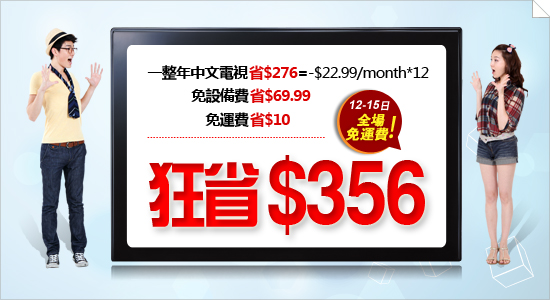 一整年中文電視省$276=-$22.99/month*12
免設備費省$69.99
免運費省$10
12-15日
全場
免運費!
狂省$356